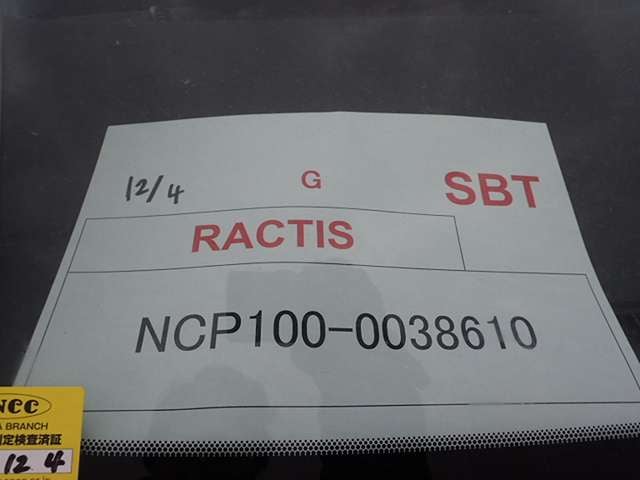 12/4 G SBT
RACTIS
NCP100-0038610
NCC
A BRANCH
定検査済証
12 4